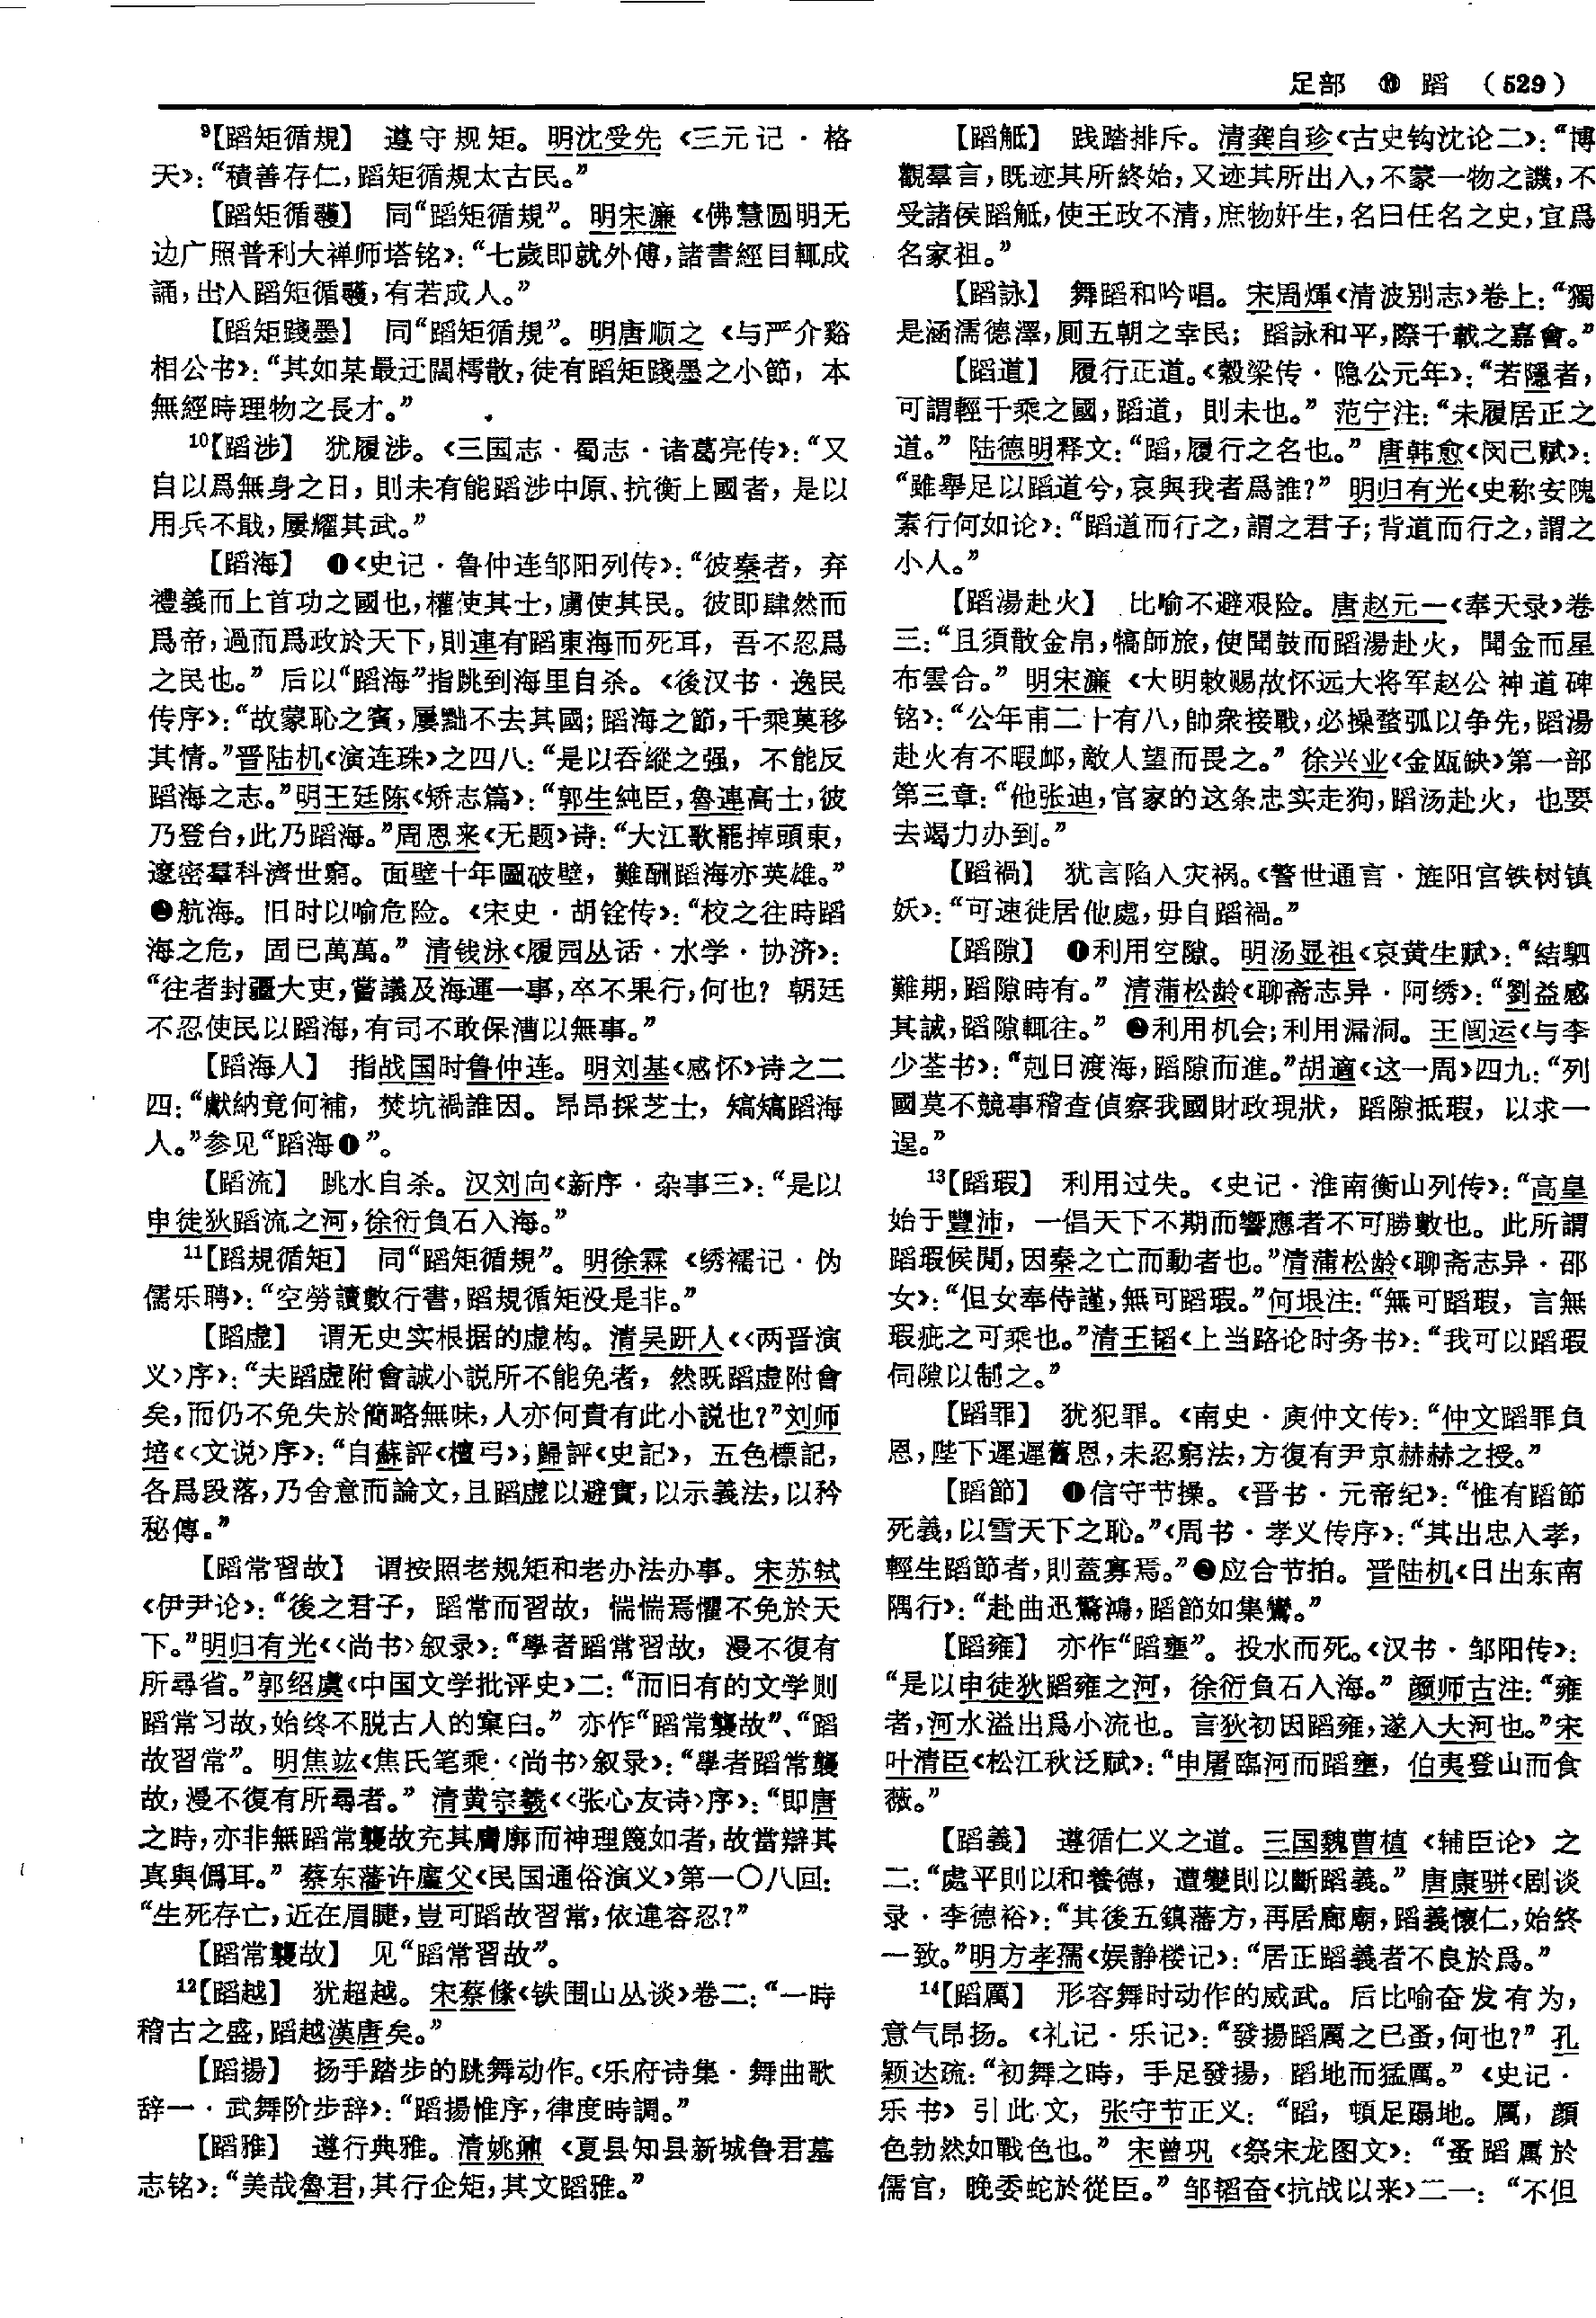 足部 ⑩ 蹈 （529）
⁹【蹈矩循規】 遵守规矩。明沈受先《三元记·格
天》：“積善存仁，蹈矩循規太古民。”
【蹈矩循彠】 同“蹈矩循規”。明宋濂《佛慧圆明无
边广照普利大禅师塔铭》：“七歲即就外傅，諸書經目輒成
誦，出入蹈矩循彠，有若成人。”
【蹈矩踐墨】 同“蹈矩循規”。明唐顺之《与严介谿
相公书》：“其如某最迂闊樗散，徒有蹈矩踐墨之小節，本
無經時理物之長才。”
¹⁰【蹈涉】 犹履涉。《三国志·蜀志·诸葛亮传》：“又
自以爲無身之日，則未有能蹈涉中原、抗衡上國者，是以
用兵不戢，屢耀其武。”
【蹈海】 ❶《史记·鲁仲连邹阳列传》：“彼秦者，弃
禮義而上首功之國也，權使其士，虜使其民。彼即肆然而
爲帝，過而爲政於天下，則連有蹈東海而死耳，吾不忍爲
之民也。”后以“蹈海”指跳到海里自杀。《後汉书·逸民
传序》：“故蒙恥之賓，屢黜不去其國；蹈海之節，千乘莫移
其情。”晋陆机《演连珠》之四八：“是以吞縱之强，不能反
蹈海之志。”明王廷陈《矫志篇》：“郭生純臣，魯連高士，彼
乃登台，此乃蹈海。”周恩来《无题》诗：“大江歌罷掉頭東，
邃密羣科濟世窮。面壁十年圖破壁，難酬蹈海亦英雄。”
❷航海。旧时以喻危险。《宋史·胡铨传》：“校之往時蹈
海之危，固已萬萬。”清钱泳《履园丛话·水学·协济》：
“往者封疆大吏，嘗議及海運一事，卒不果行，何也？朝廷
不忍使民以蹈海，有司不敢保漕以無事。”
【蹈海人】 指战国时鲁仲连。明刘基《感怀》诗之二
四：“獻納竟何補，焚坑禍誰因。昂昂採芝士，矯矯蹈海
人。”参见“蹈海❶”。
【蹈流】 跳水自杀。汉刘向《新序·杂事三》：“是以
申徒狄蹈流之河，徐衍負石入海。”
¹¹【蹈規循矩】 同“蹈矩循規”。明徐霖《绣襦记·伪
儒乐聘》：“空勞讀數行書，蹈規循矩没是非。”
【蹈虚】 谓无史实根据的虚构。清吴趼人《〈两晋演
义〉序》：“夫蹈虚附會誠小説所不能免者，然既蹈虚附會
矣，而仍不免失於簡略無味，人亦何貴有此小説也？”刘师
培《〈文说〉序》：“自蘇評《檀弓》，歸評《史記》，五色標記，
各爲段落，乃舍意而論文，且蹈虚以避實，以示義法，以矜
秘傳。”
【蹈常習故】 谓按照老规矩和老办法办事。宋苏轼
《伊尹论》：“後之君子，蹈常而習故，惴惴焉懼不免於天
下。”明归有光《〈尚书〉叙录》：“學者蹈常習故，漫不復有
所尋省。”郭绍虞《中国文学批评史》二：“而旧有的文学则
蹈常习故，始终不脱古人的窠臼。”亦作“蹈常襲故”、“蹈
故習常”。明焦竑《焦氏笔乘·〈尚书〉叙录》：“學者蹈常襲
故，漫不復有所尋者。”清黄宗羲《〈张心友诗〉序》：“即唐
之時，亦非無蹈常襲故充其膚廓而神理篾如者，故當辯其
真與僞耳。”蔡东藩许廑父《民国通俗演义》第一〇八回：
“生死存亡，近在眉睫，豈可蹈故習常，依違容忍？”
【蹈常襲故】 见“蹈常習故”。
¹²【蹈越】 犹超越。宋蔡絛《铁围山丛谈》卷二：“一時
稽古之盛，蹈越漢唐矣。”
【蹈揚】 扬手踏步的跳舞动作。《乐府诗集·舞曲歌
辞一·武舞阶步辞》：“蹈揚惟序，律度時調。”
【蹈雅】 遵行典雅。清姚鼐《夏县知县新城鲁君墓
志铭》：“美哉魯君，其行企矩，其文蹈雅。”
【蹈觝】 践踏排斥。清龚自珍《古史钩沈论二》：“博
觀羣言，既迹其所終始，又迹其所出入，不蒙一物之譏，不
受諸侯蹈觝，使王政不清，庶物奸生，名曰任名之史，宜爲
名家祖。”
【蹈詠】 舞蹈和吟唱。宋周煇《清波别志》卷上：“獨
是涵濡德澤，厠五朝之幸民；蹈詠和平，際千載之嘉會。”
【蹈道】 履行正道。《穀梁传·隐公元年》：“若隱者，
可謂輕千乘之國，蹈道，則未也。”范宁注：“未履居正之
道。”陆德明释文：“蹈，履行之名也。”唐韩愈《闵己赋》：
“雖舉足以蹈道兮，哀與我者爲誰？”明归有光《史称安隗
素行何如论》：“蹈道而行之，謂之君子；背道而行之，謂之
小人。”
【蹈湯赴火】 比喻不避艰险。唐赵元一《奉天录》卷
三：“且須散金帛，犒師旅，使聞鼓而蹈湯赴火，聞金而星
布雲合。”明宋濂《大明敕赐故怀远大将军赵公神道碑
铭》：“公年甫二十有八，帥衆接戰，必操蝥弧以争先，蹈湯
赴火有不暇卹，敵人望而畏之。”徐兴业《金瓯缺》第一部
第三章：“他张迪，官家的这条忠实走狗，蹈汤赴火，也要
去竭力办到。”
【蹈禍】 犹言陷入灾祸。《警世通言·旌阳宫铁树镇
妖》：“可速徙居他處，毋自蹈禍。”
【蹈隙】 ❶利用空隙。明汤显祖《哀黄生赋》：“結駟
難期，蹈隙時有。”清蒲松龄《聊斋志异·阿绣》：“劉益感
其誠，蹈隙輒往。”❷利用机会；利用漏洞。王闿运《与李
少荃书》：“剋日渡海，蹈隙而進。”胡適《这一周》四九：“列
國莫不競事稽查偵察我國財政現狀，蹈隙抵瑕，以求一
逞。”
¹³【蹈瑕】 利用过失。《史记·淮南衡山列传》：“高皇
始于豐沛，一倡天下不期而響應者不可勝數也。此所謂
蹈瑕候閒，因秦之亡而動者也。”清蒲松龄《聊斋志异·邵
女》：“但女奉侍謹，無可蹈瑕。”何垠注：“無可蹈瑕，言無
瑕疵之可乘也。”清王韬《上当路论时务书》：“我可以蹈瑕
伺隙以制之。”
【蹈罪】 犹犯罪。《南史·庾仲文传》：“仲文蹈罪負
恩，陛下遲遲舊恩，未忍窮法，方復有尹京赫赫之授。”
【蹈節】 ❶信守节操。《晋书·元帝纪》：“惟有蹈節
死義，以雪天下之恥。”《周书·孝义传序》：“其出忠入孝，
輕生蹈節者，則蓋寡焉。”❷应合节拍。晋陆机《日出东南
隅行》：“赴曲迅驚鴻，蹈節如集鸞。”
【蹈雍】 亦作“蹈壅”。投水而死。《汉书·邹阳传》：
“是以申徒狄蹈雍之河，徐衍負石入海。”颜师古注：“雍
者，河水溢出爲小流也。言狄初因蹈雍，遂入大河也。”宋
叶清臣《松江秋泛赋》：“申屠臨河而蹈壅，伯夷登山而食
薇。”
【蹈義】 遵循仁义之道。三国魏曹植《辅臣论》之
二：“處平則以和養德，遭變則以斷蹈義。”唐康骈《剧谈
录·李德裕》：“其後五鎮藩方，再居廊廟，蹈義懷仁，始終
一致。”明方孝孺《娱静楼记》：“居正蹈義者不良於爲。”
¹⁴【蹈厲】 形容舞时动作的威武。后比喻奋发有为，
意气昂扬。《礼记·乐记》：“發揚蹈厲之已蚤，何也？”孔
颖达疏：“初舞之時，手足發揚，蹈地而猛厲。”《史记·
乐书》引此文，张守节正义：“蹈，頓足蹋地。厲，顔
色勃然如戰色也。”宋曾巩《祭宋龙图文》：“蚤蹈厲於
儒官，晚委蛇於從臣。”邹韬奋《抗战以来》二一：“不但